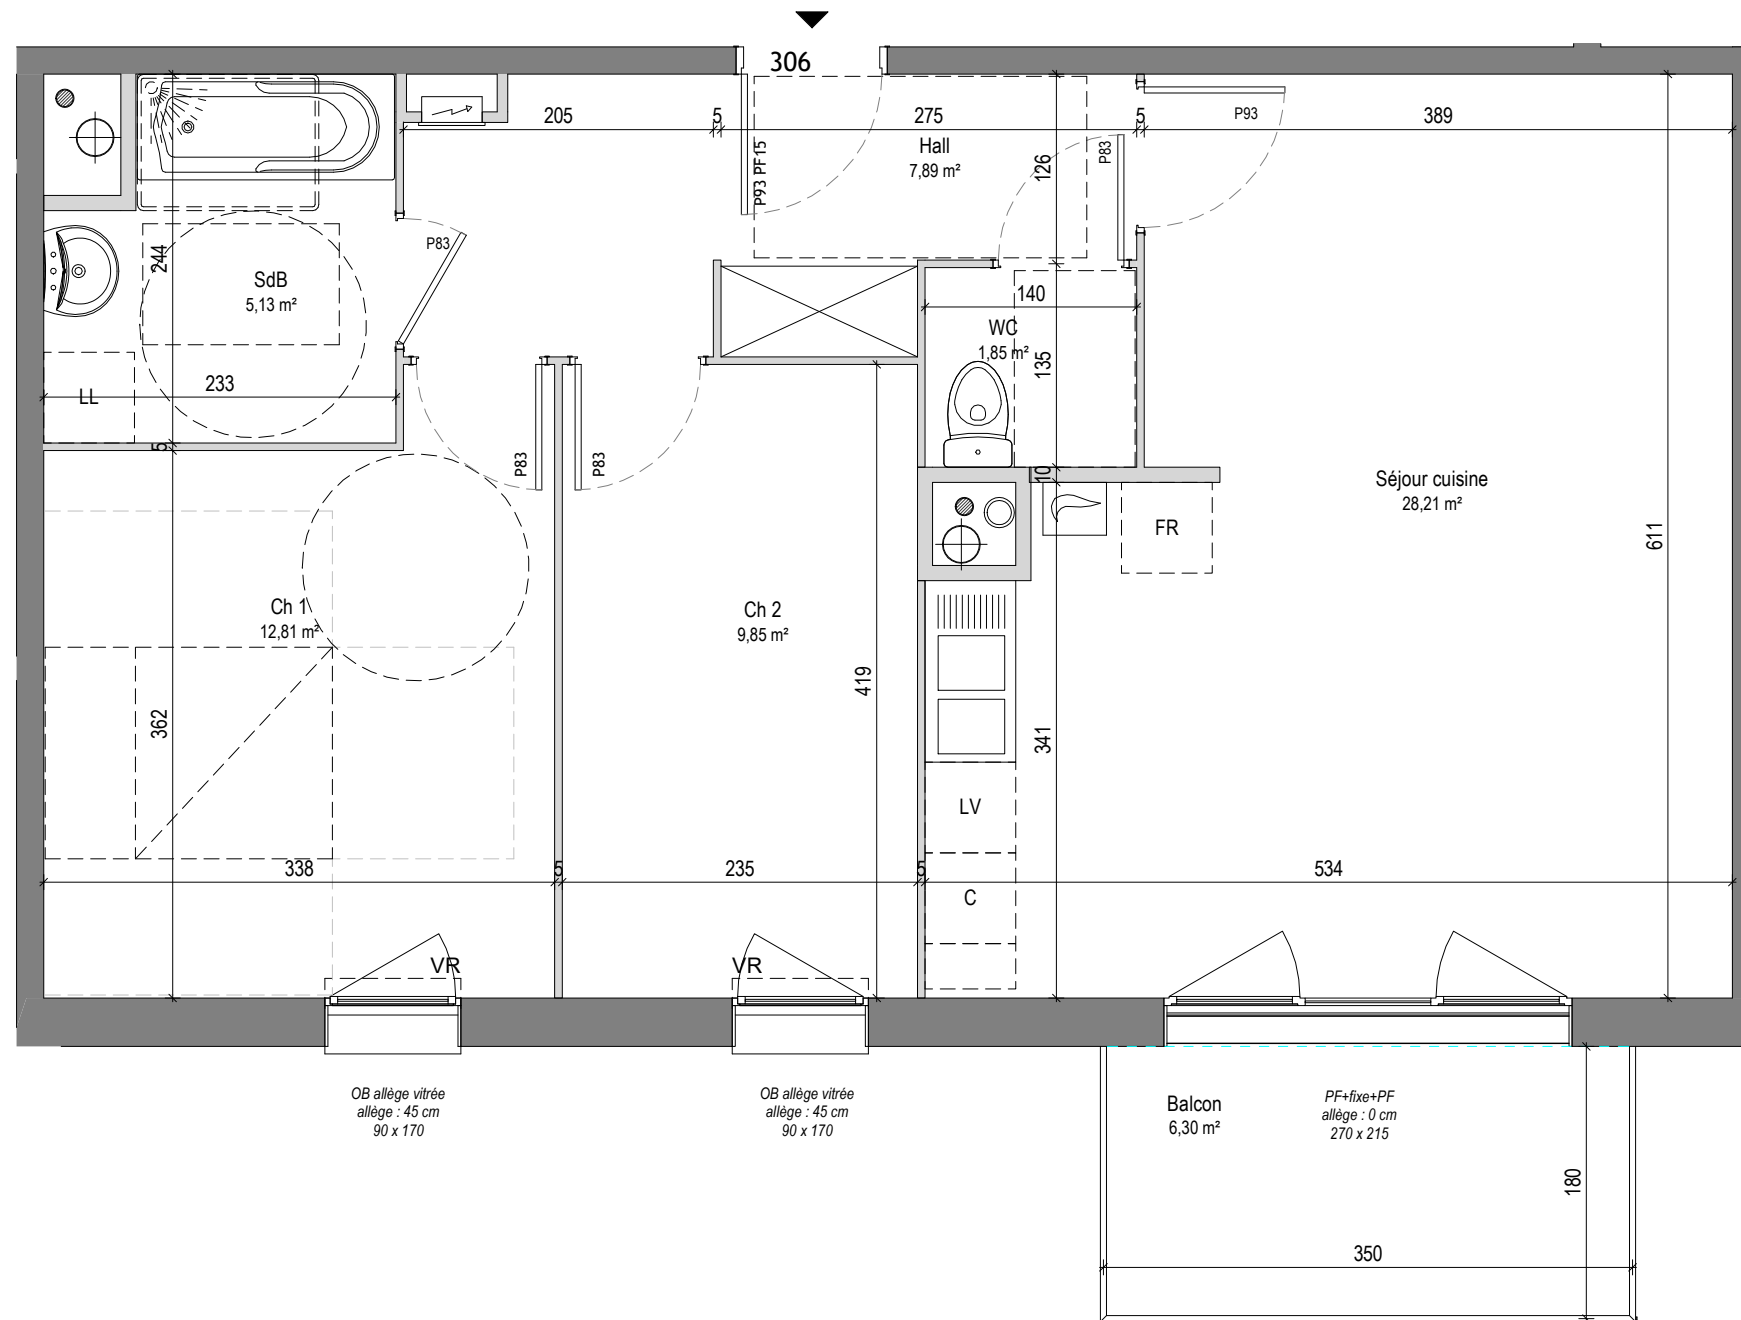 306
205
5
275
5
389
P93
Hall
7,89 m²
P93 PF15
126
P83
P83
244
SdB
5,13 m²
140
WC
1,85 m²
135
233
LL
5
P83
P83
10
Séjour cuisine
28,21 m²
FR
611
Ch 1
12,81 m²
Ch 2
9,85 m²
419
362
341
LV
338
5
235
5
534
C
VR
VR
OB allège vitrée
allège : 45 cm
90 x 170
OB allège vitrée
allège : 45 cm
90 x 170
Balcon
6,30 m²
PF+fixe+PF
allège : 0 cm
270 x 215
180
350